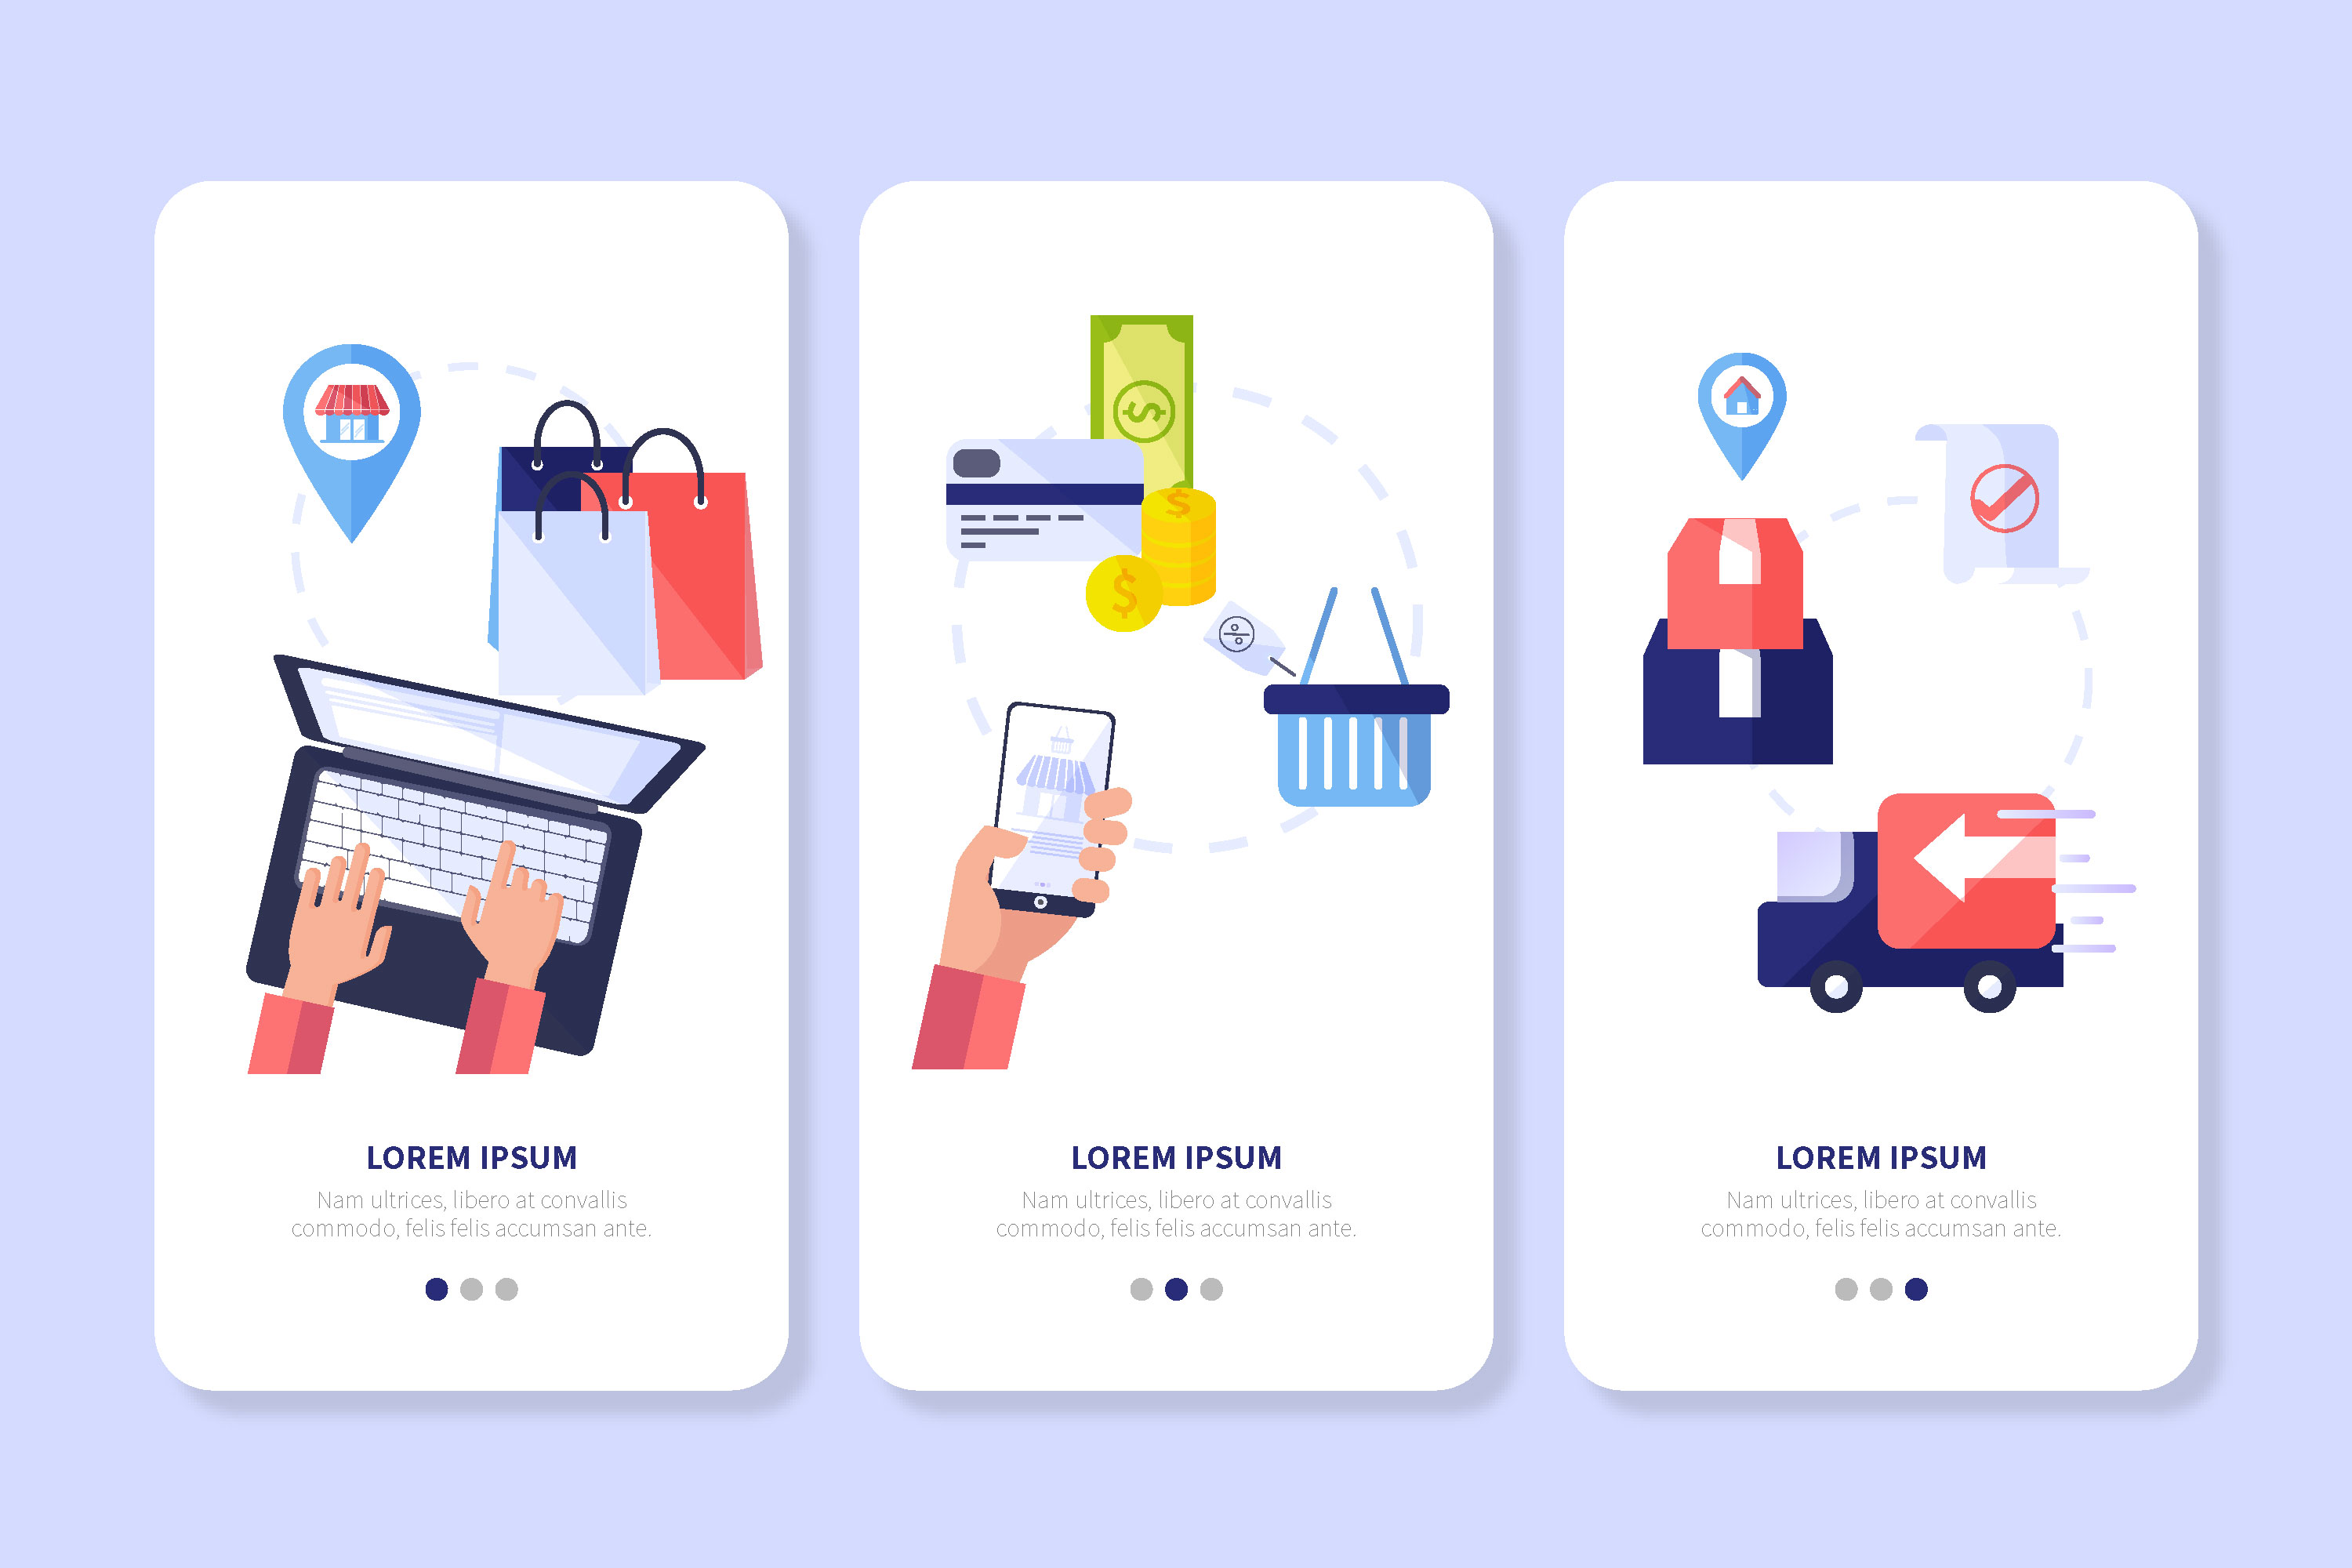 LOREM IPSUM
Nam ultrices, libero at convallis
commodo, felis felis accumsan ante.
LOREM IPSUM
Nam ultrices, libero at convallis
commodo, felis felis accumsan ante.
LOREM IPSUM
Nam ultrices, libero at convallis
commodo, felis felis accumsan ante.